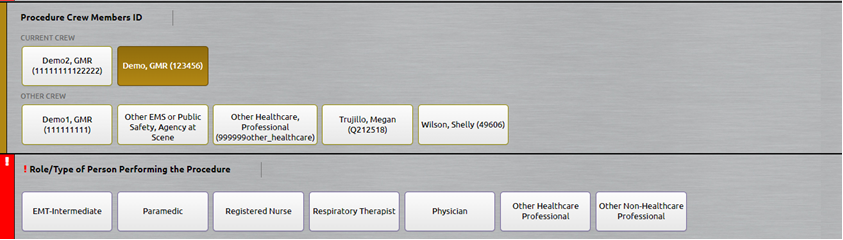 Procedure Crew Members ID
CURRENT CREW
Demo2, GMR
(11111111122222)
Demo, GMR (123456)
OTHER CREW
Demo1, GMR
(111111111)
Other EMS or Public
Safety, Agency at
Scene
Other Healthcare,
Professional
(999999other_healthcare)
Trujillo, Megan
(Q212518)
Wilson, Shelly (49606)
!
! Role/Type of Person Performing the Procedure
EMT-Intermediate
Paramedic
Registered Nurse
Respiratory Therapist
Physician
Other Healthcare
Professional
Other Non-Healthcare
Professional